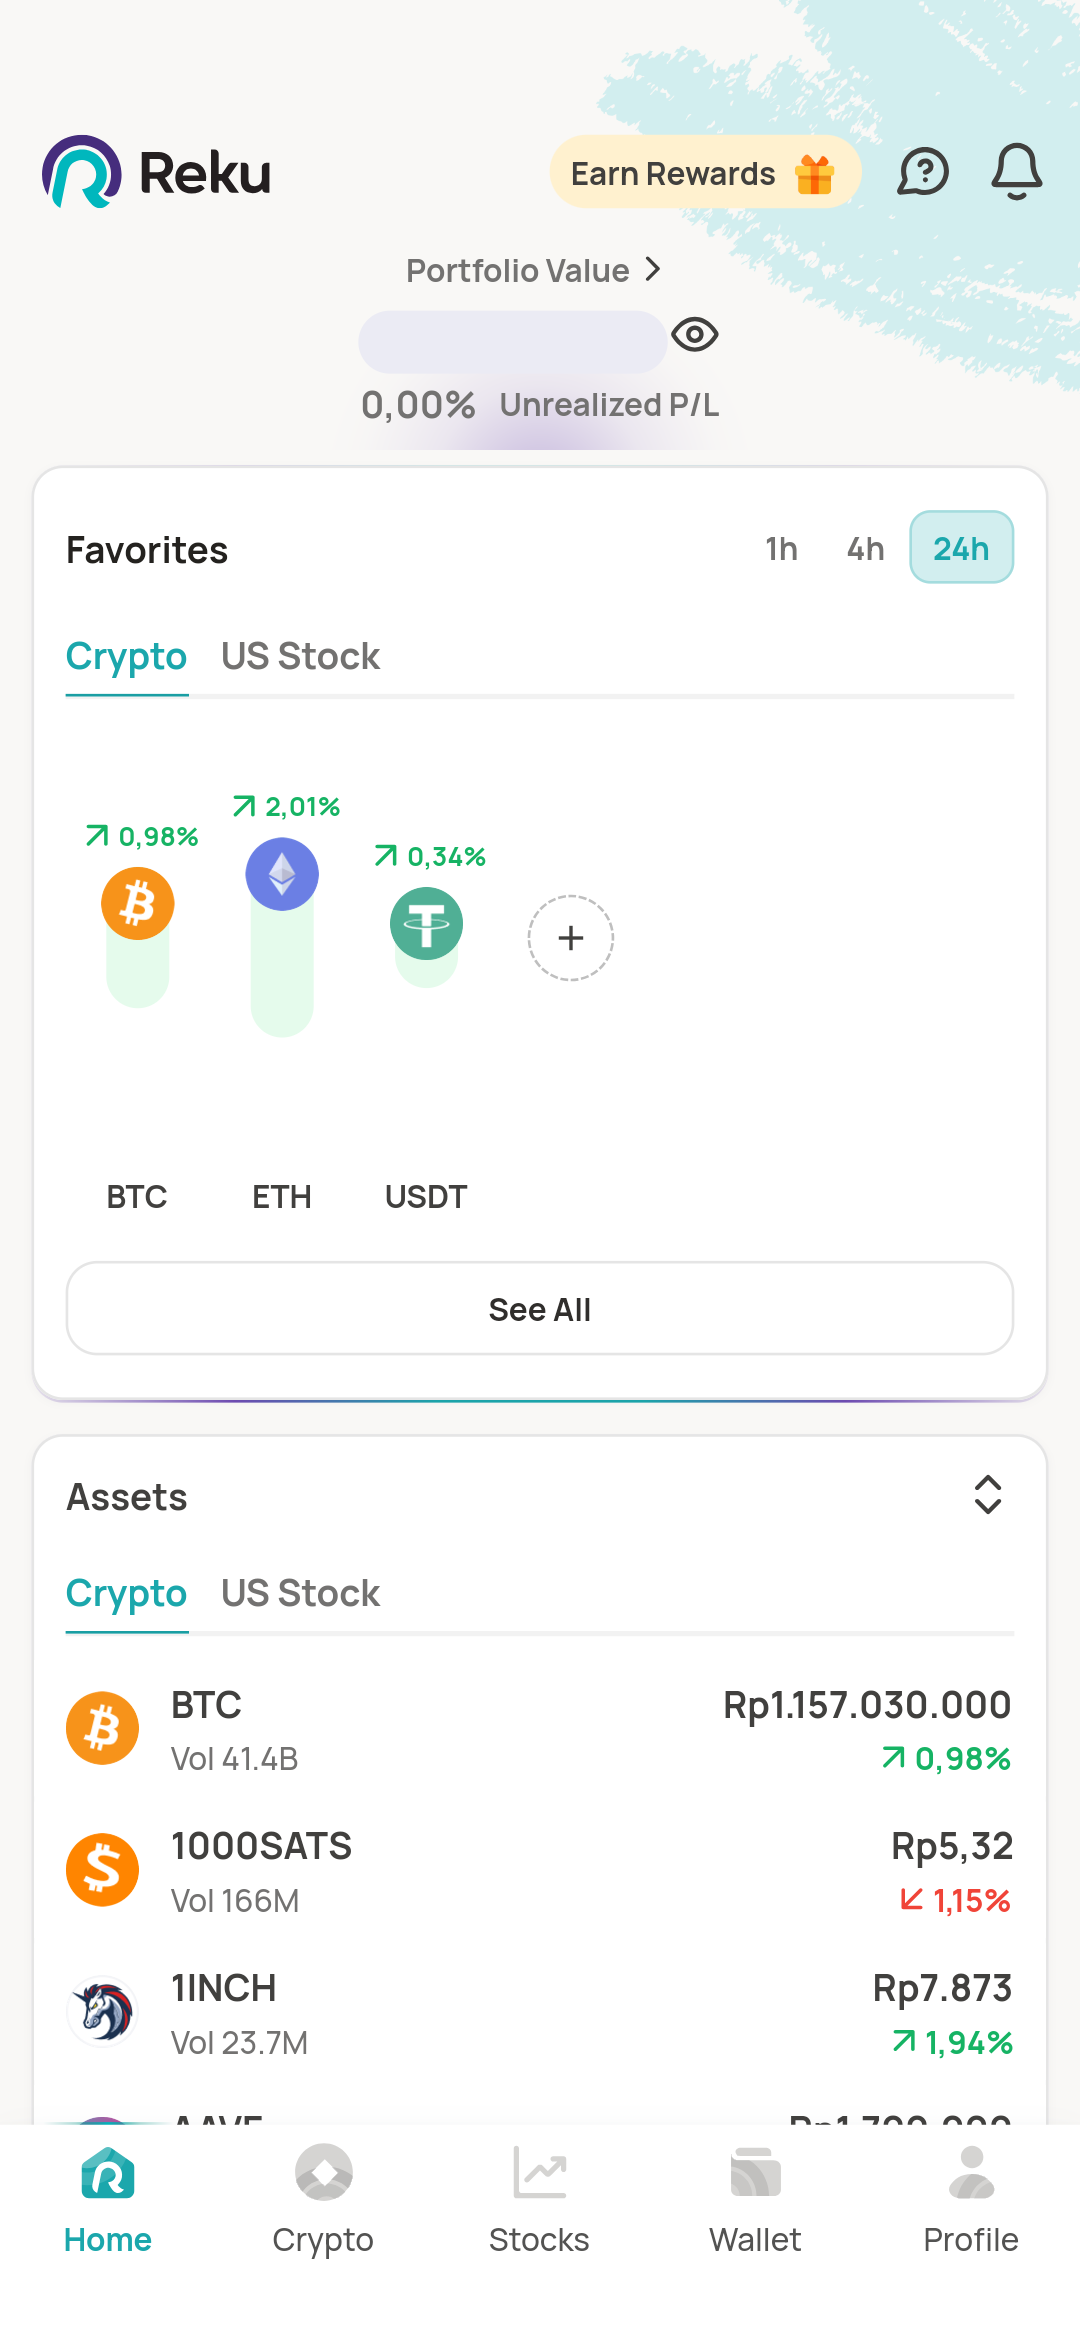 Reku
Earn Rewards
Portfolio Value
0,00% Unrealized P/L
Favorites
1h 4h 24h
Crypto US Stock
0,98%
2,01%
0,34%
BTC ETH USDT
See All
Assets
Crypto US Stock
BTC Rp1.157.030.000
Vol 41.4B 0,98%
1000SATS Rp5,32
Vol 166M 1,15%
1INCH Rp7.873
Vol 23.7M 1,94%
AAVE
Home Crypto Stocks Wallet Profile